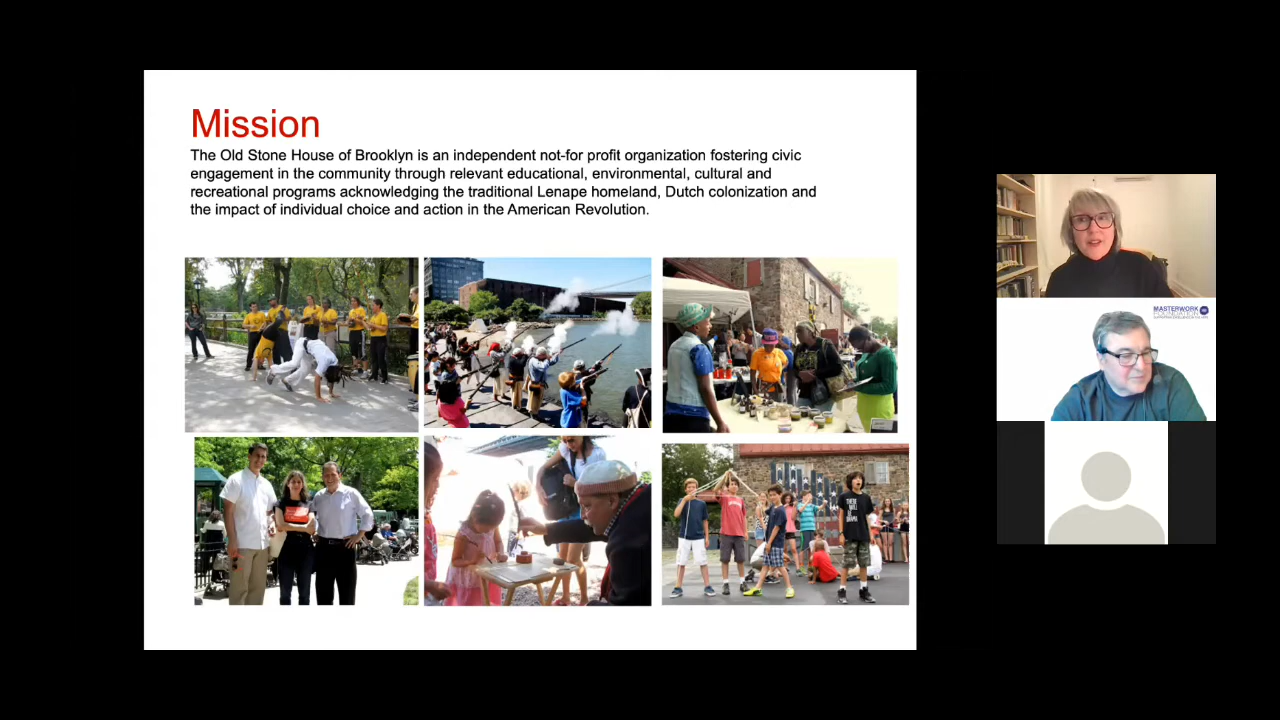 Mission
The Old Stone House of Brooklyn is an independent not-for profit organization fostering civic
engagement in the community through relevant educational, environmental, cultural and
recreational programs acknowledging the traditional Lenape homeland, Dutch colonization and
the impact of individual choice and action in the American Revolution.
MASTERWORK
FOUNDATION